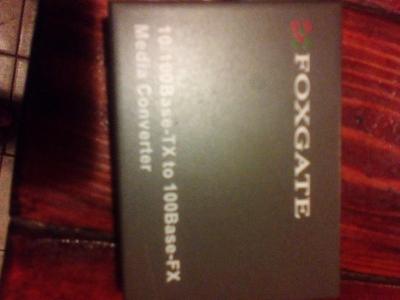 FOXGATE
10/100Base-TX to 100Base-FX
Media Converter